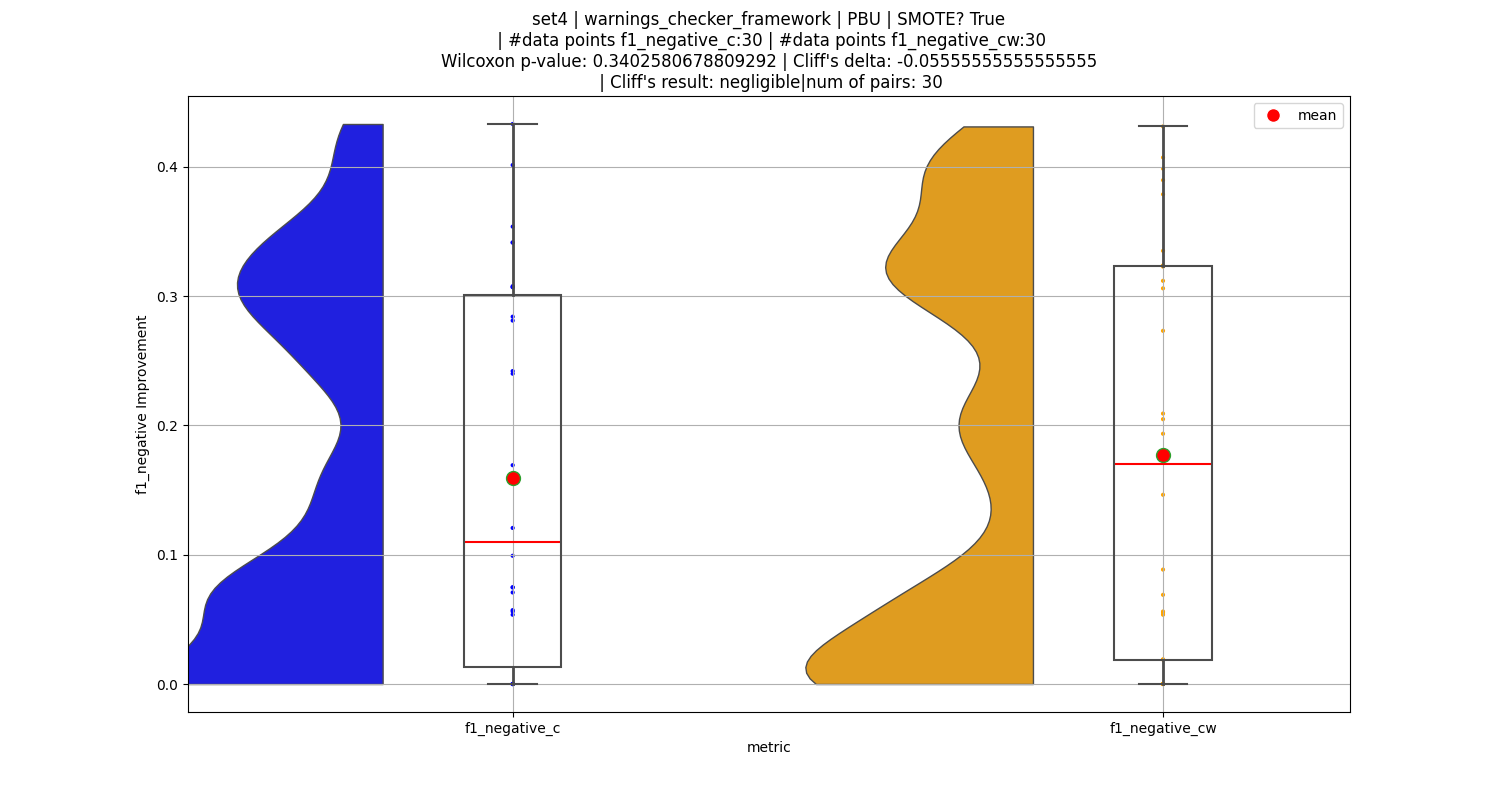 set4 | warnings_checker_framework | PBU | SMOTE? True
| #data points f1_negative_c:30 | #data points f1_negative_cw:30
Wilcoxon p-value: 0.3402580678809292 | Cliff's delta: -0.05555555555555555
| Cliff's result: negligible|num of pairs: 30
mean
0.4
0.3
0.2
0.1
0.0
f1_negative Improvement
f1_negative_c
f1_negative_cw
metric